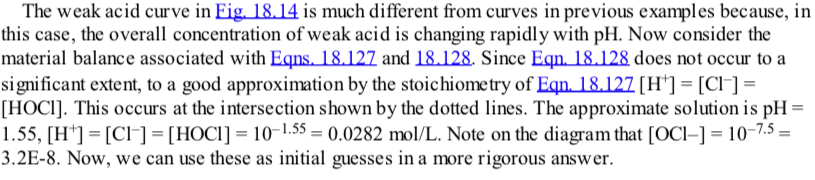 The weak acid curve in Fig. 18.14 is much different from curves in previous examples because, in
this case, the overall concentration of weak acid is changing rapidly with pH. Now consider the
material balance associated with Eqns. 18.127 and 18.128. Since Eqn. 18.128 does not occur to a
significant extent, to a good approximation by the stoichiometry of Eqn. 18.127 [H⁺] = [Cl⁻] =
[HOCl]. This occurs at the intersection shown by the dotted lines. The approximate solution is pH =
1.55, [H⁺] = [Cl⁻] = [HOCl] = 10⁻¹·⁵⁵ = 0.0282 mol/L. Note on the diagram that [OCl–] = 10⁻⁷·⁵ =
3.2E-8. Now, we can use these as initial guesses in a more rigorous answer.